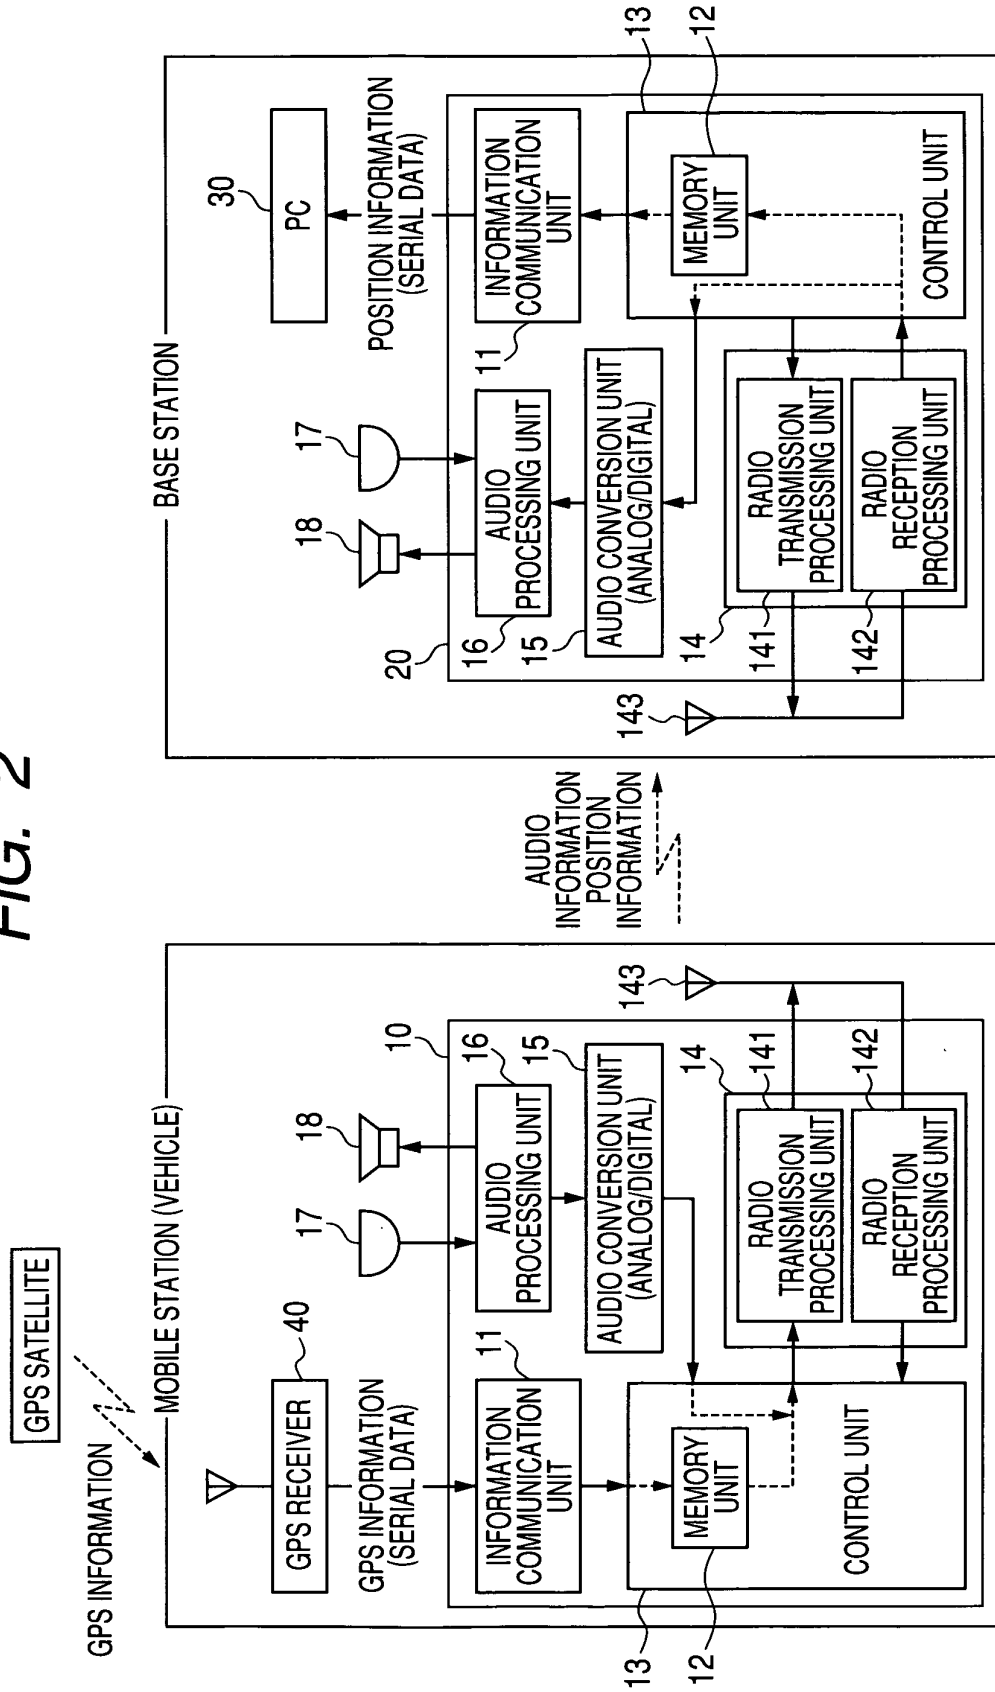 FIG. 2
GPS SATELLITE
GPS INFORMATION
MOBILE STATION (VEHICLE)
GPS RECEIVER
40
17
18
10
GPS INFORMATION
(SERIAL DATA)
INFORMATION
COMMUNICATION
UNIT
11
AUDIO
PROCESSING UNIT
16
AUDIO CONVERSION UNIT
(ANALOG/DIGITAL)
15
143
MEMORY
UNIT
CONTROL UNIT
13
12
14
RADIO
TRANSMISSION
PROCESSING UNIT
141
RADIO
RECEPTION
PROCESSING UNIT
142
AUDIO
INFORMATION
POSITION
INFORMATION
BASE STATION
18
17
30
PC
POSITION INFORMATION
(SERIAL DATA)
20
16
AUDIO
PROCESSING UNIT
11
INFORMATION
COMMUNICATION
UNIT
15
AUDIO CONVERSION UNIT
(ANALOG/DIGITAL)
143
14
141
RADIO
TRANSMISSION
PROCESSING UNIT
142
RADIO
RECEPTION
PROCESSING UNIT
MEMORY
UNIT
CONTROL UNIT
13
12